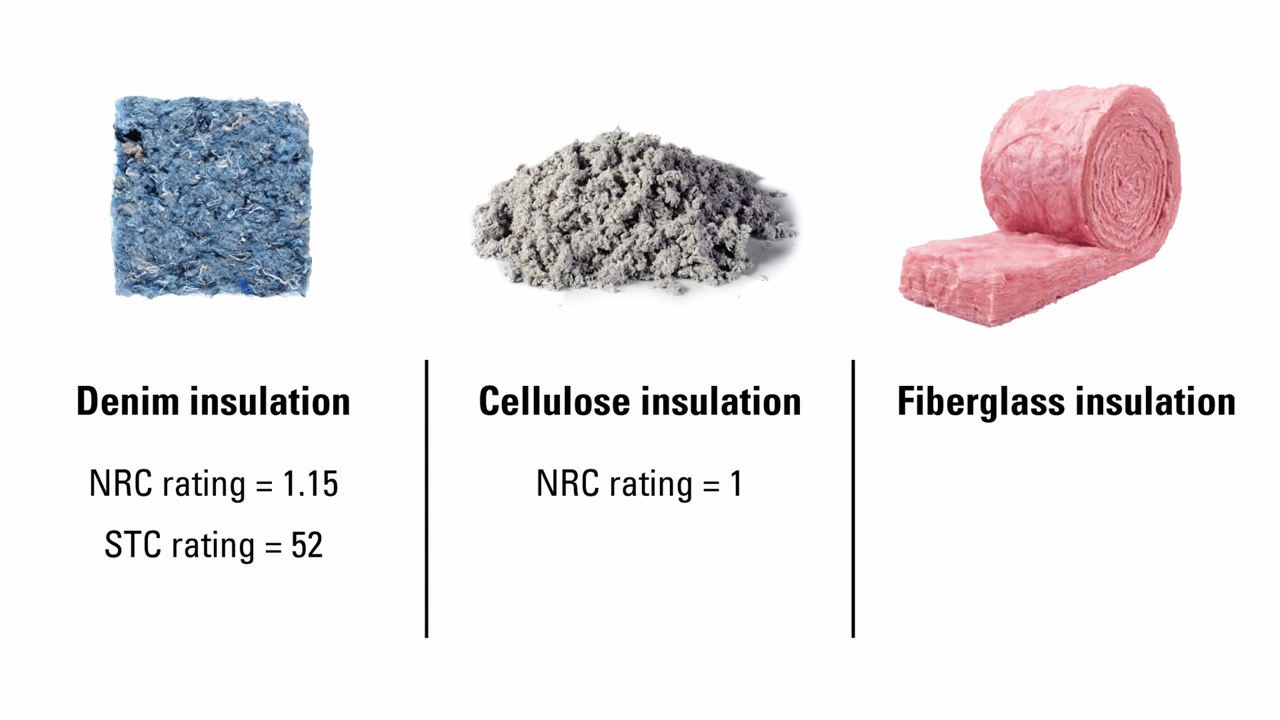 Denim insulation
NRC rating = 1.15
STC rating = 52
Cellulose insulation
NRC rating = 1
Fiberglass insulation